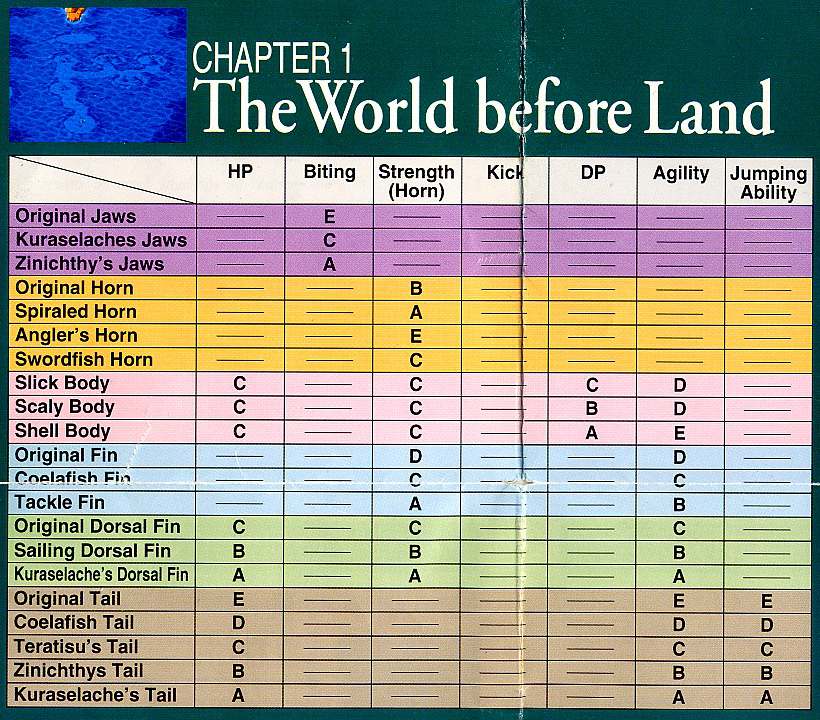 CHAPTER 1
The World before Land
HP Biting Strength (Horn) Kick DP Agility Jumping Ability
Original Jaws —— E —— —— —— —— ——
Kuraselaches Jaws —— C —— —— —— —— ——
Zinichthy's Jaws —— A —— —— —— —— ——
Original Horn —— —— B —— —— —— ——
Spiraled Horn —— —— A —— —— —— ——
Angler's Horn —— —— E —— —— —— ——
Swordfish Horn —— —— C —— —— —— ——
Slick Body C —— C —— C D ——
Scaly Body C —— C —— B D ——
Shell Body C —— C —— A E ——
Original Fin —— —— D —— —— D ——
Coelafish Fin —— —— C —— —— C ——
Tackle Fin —— —— A —— —— B ——
Original Dorsal Fin C —— C —— —— C ——
Sailing Dorsal Fin B —— B —— —— B ——
Kuraselache's Dorsal Fin A —— A —— —— A ——
Original Tail E —— —— —— —— E E
Coelafish Tail D —— —— —— —— D D
Teratisu's Tail C —— —— —— —— C C
Zinichthys Tail B —— —— —— —— B B
Kuraselache's Tail A —— —— —— —— A A